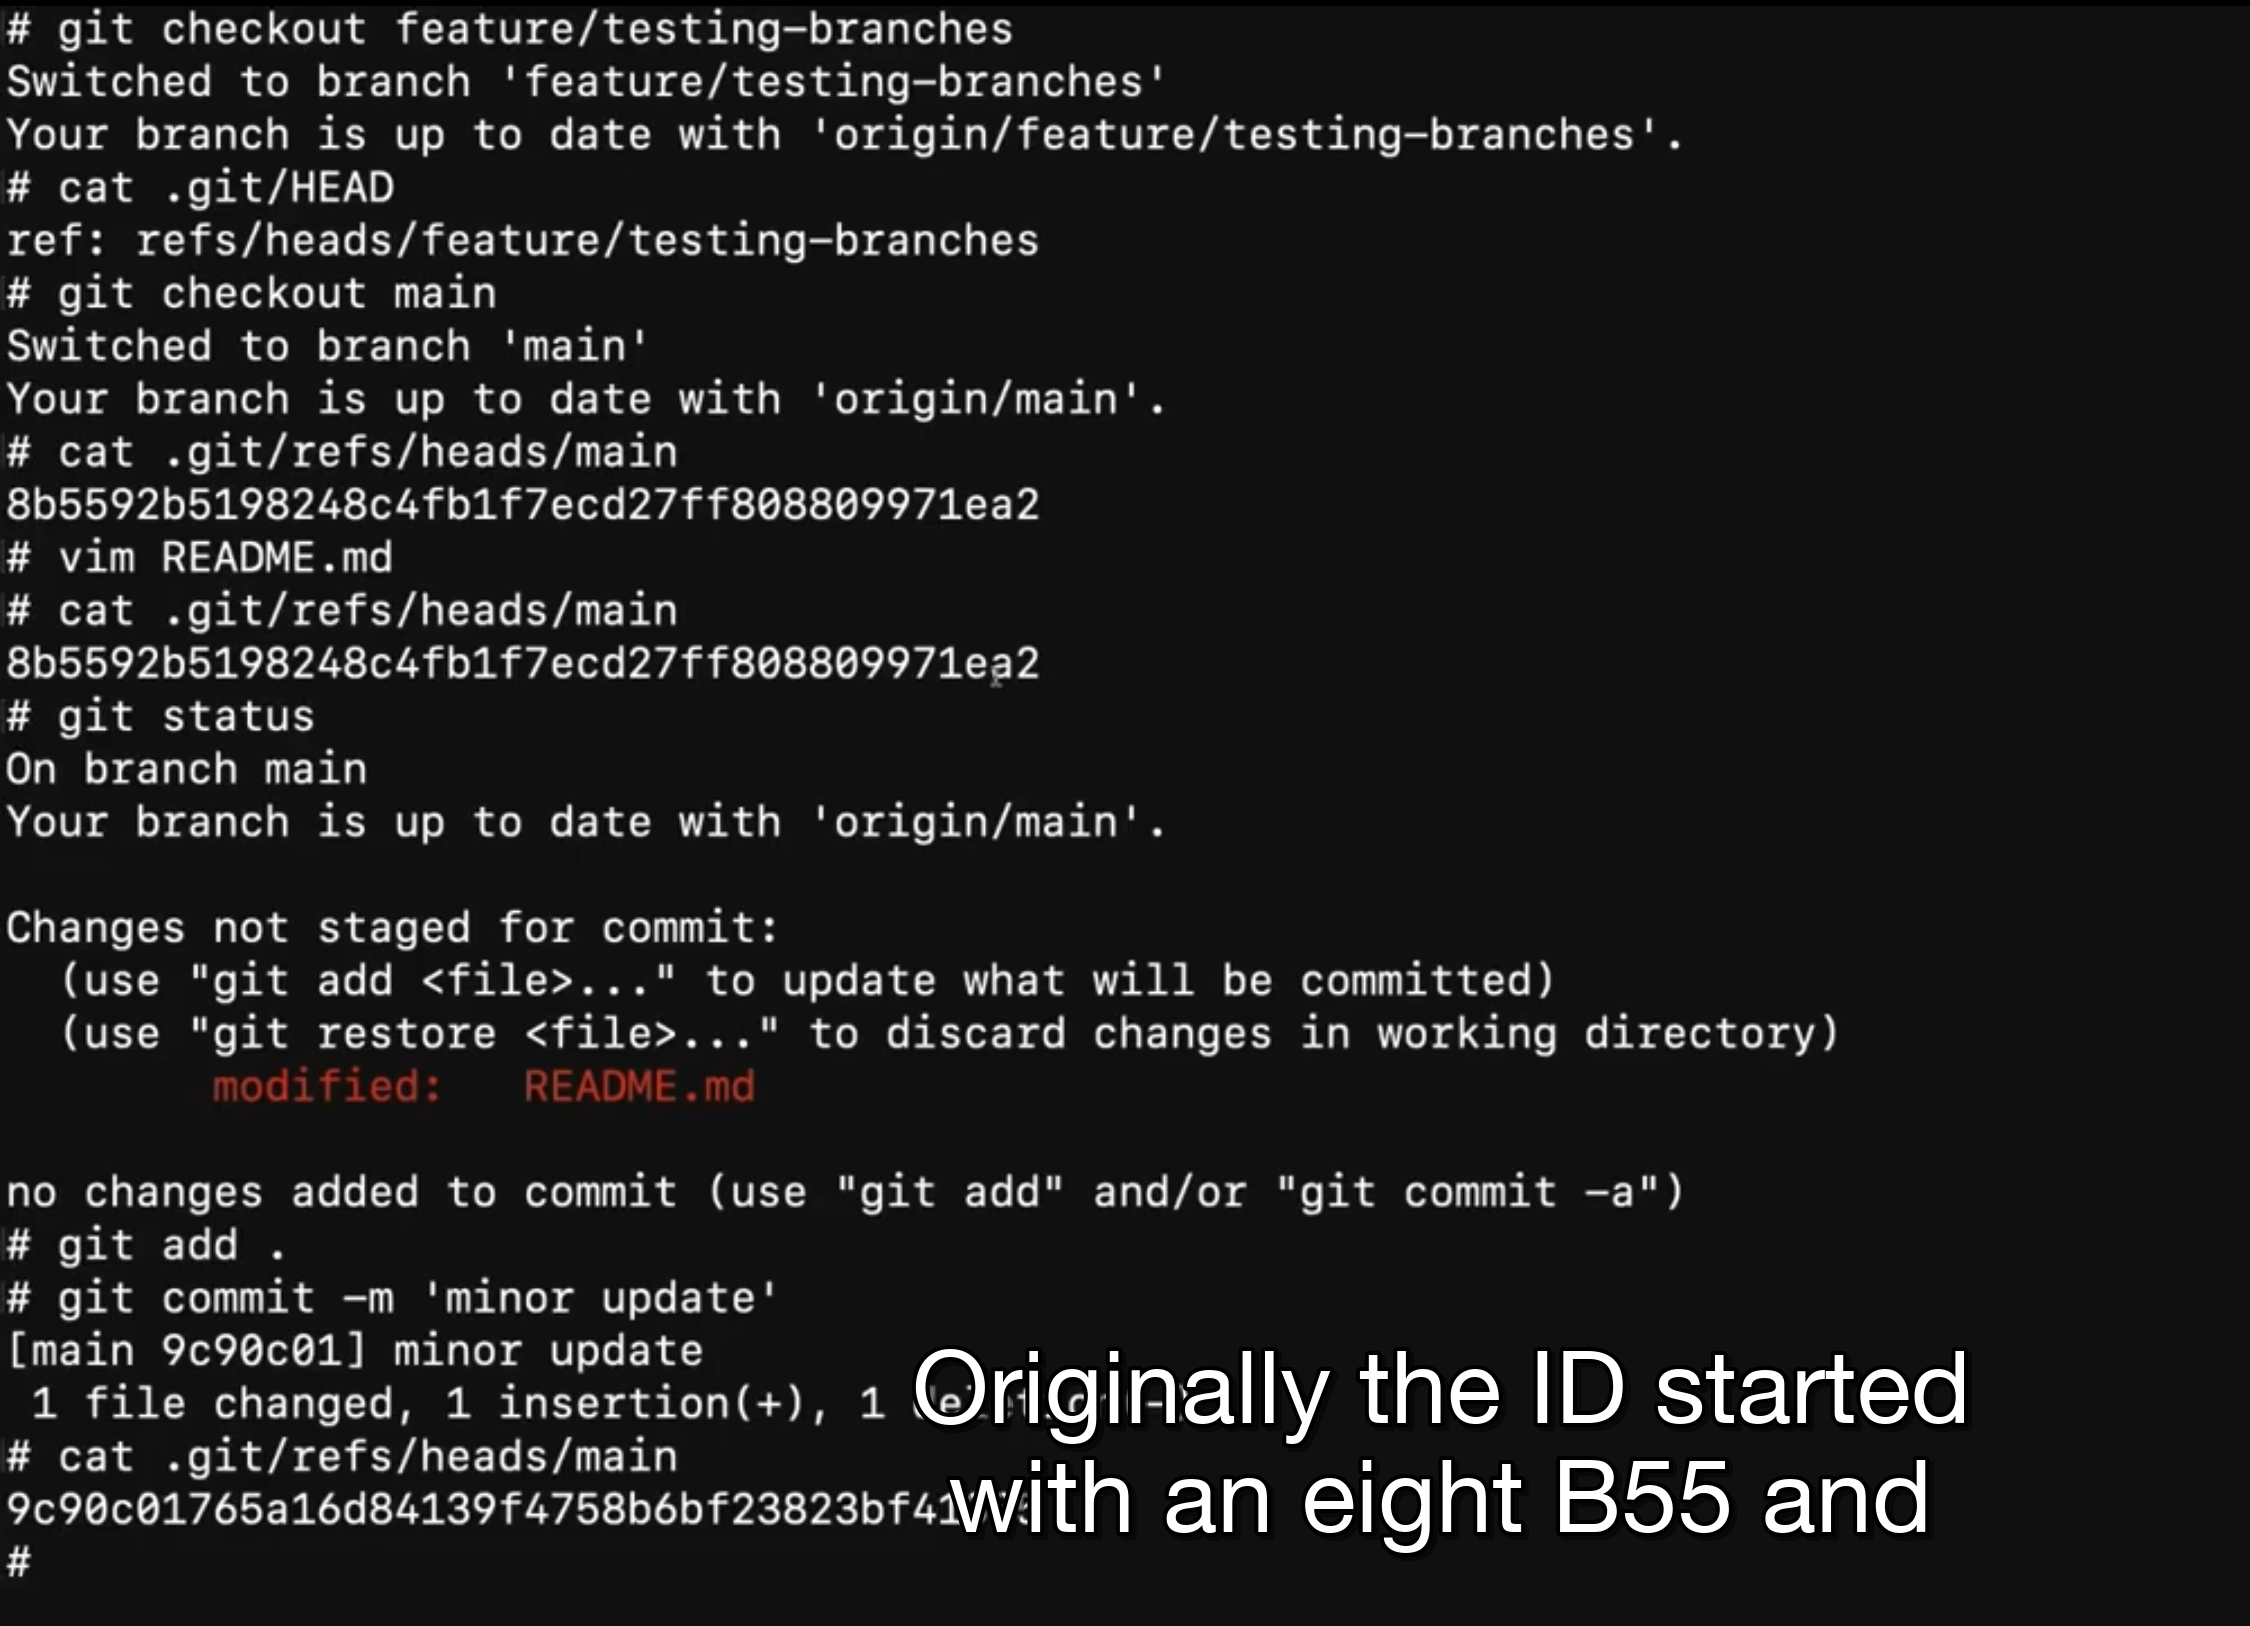 # git checkout feature/testing-branches
Switched to branch 'feature/testing-branches'
Your branch is up to date with 'origin/feature/testing-branches'.
# cat .git/HEAD
ref: refs/heads/feature/testing-branches
# git checkout main
Switched to branch 'main'
Your branch is up to date with 'origin/main'.
# cat .git/refs/heads/main
8b5592b5198248c4fb1f7ecd27ff808809971ea2
# vim README.md
# cat .git/refs/heads/main
8b5592b5198248c4fb1f7ecd27ff808809971ea2
# git status
On branch main
Your branch is up to date with 'origin/main'.
Changes not staged for commit:
(use "git add <file>..." to update what will be committed)
(use "git restore <file>..." to discard changes in working directory)
modified: README.md
no changes added to commit (use "git add" and/or "git commit -a")
# git add .
# git commit -m 'minor update'
[main 9c90c01] minor update
1 file changed, 1 insertion(+), 1
# cat .git/refs/heads/main
#
Originally the ID started
with an eight B55 and